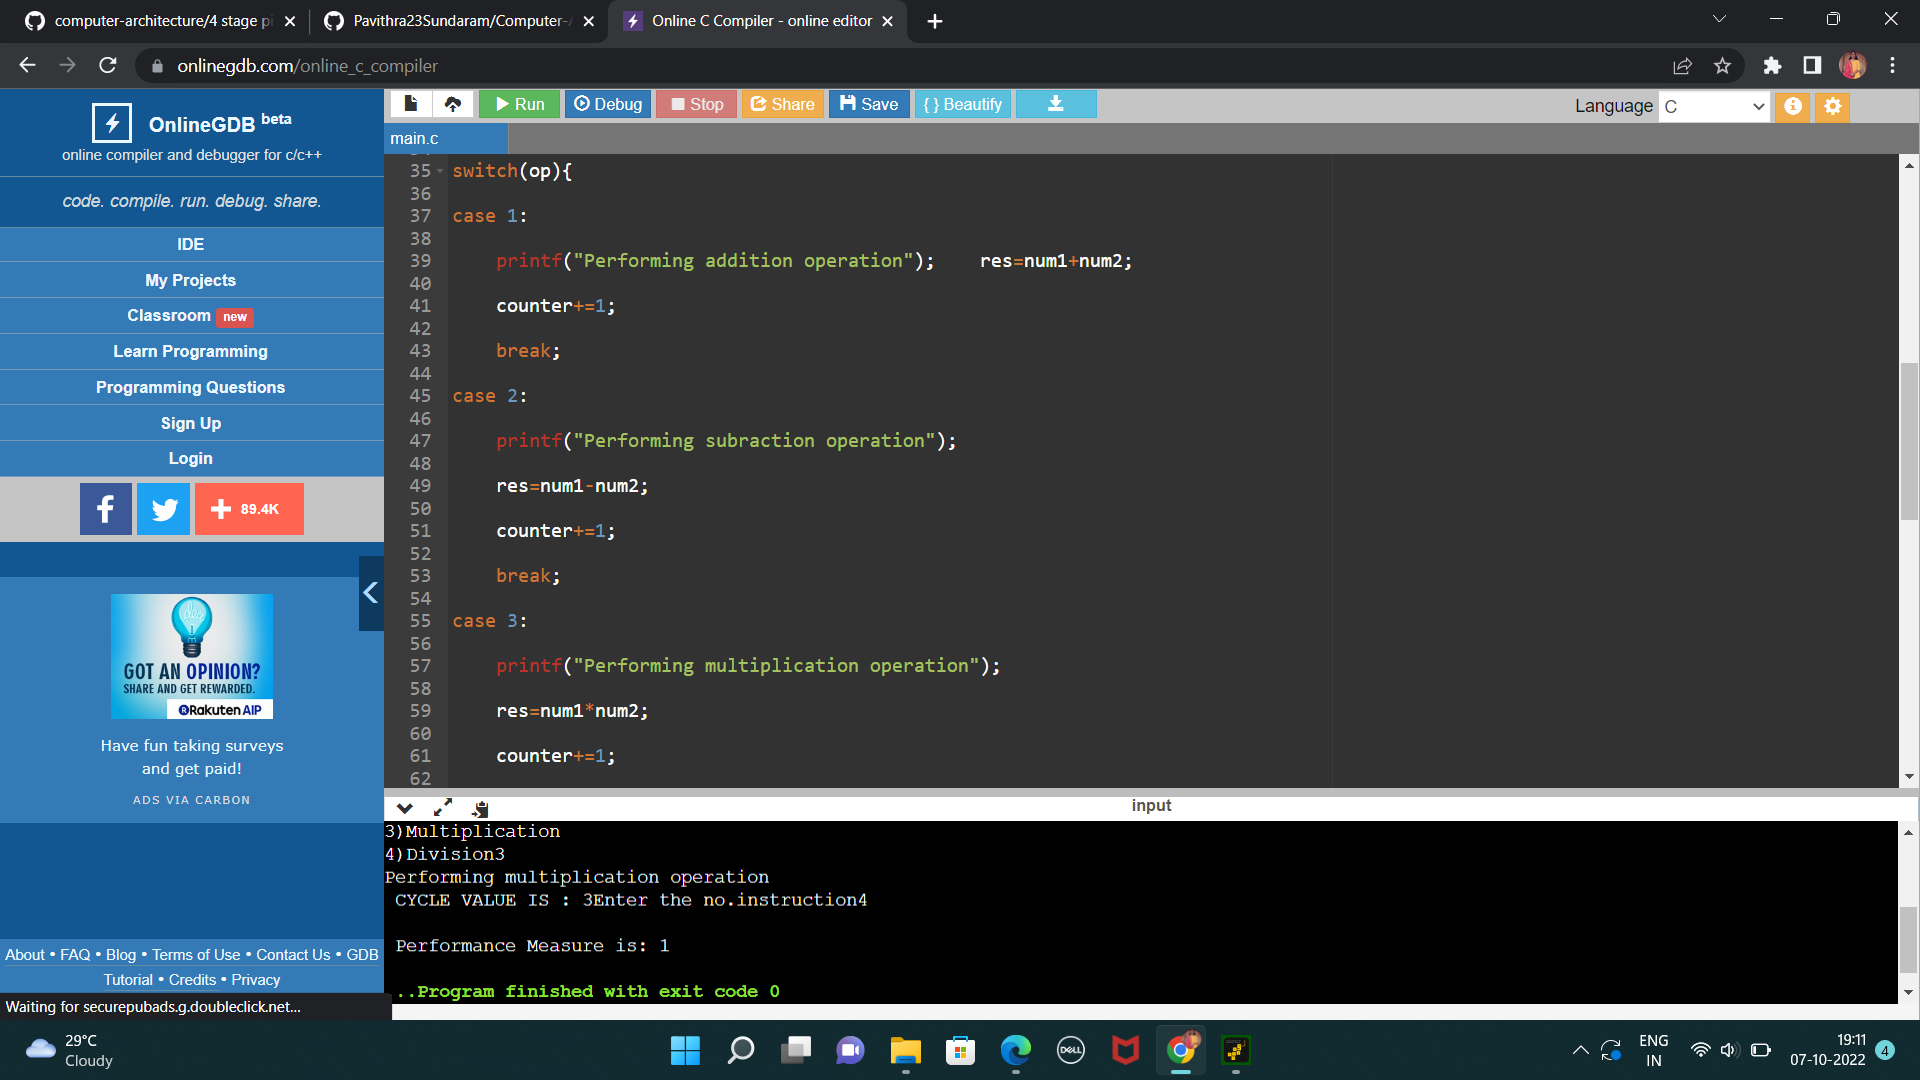 computer-architecture/4 stage pi
Pavithra23Sundaram/Computer-A
Online C Compiler - online editor
onlinegdb.com/online_c_compiler
OnlineGDB beta
online compiler and debugger for c/c++
code. compile. run. debug. share.
IDE
My Projects
Classroom new
Learn Programming
Programming Questions
Sign Up
Login
f
+ 89.4K
idea
GOT AN OPINION?
SHARE AND GET REWARDED.
Rakuten AIP
Have fun taking surveys
and get paid!
ADS VIA CARBON
About • FAQ • Blog • Terms of Use • Contact Us • GDB
Tutorial • Credits • Privacy
Waiting for securepubads.g.doubleclick.net...
Run
Debug
Stop
Share
Save
{ } Beautify
Language C
main.c
35 switch(op){
36
37 case 1:
38
39 printf("Performing addition operation");    res=num1+num2;
40
41 counter+=1;
42
43 break;
44
45 case 2:
46
47 printf("Performing subraction operation");
48
49 res=num1-num2;
50
51 counter+=1;
52
53 break;
54
55 case 3:
56
57 printf("Performing multiplication operation");
58
59 res=num1*num2;
60
61 counter+=1;
62
input
3)Multiplication
4)Division3
Performing multiplication operation
CYCLE VALUE IS : 3Enter the no.instruction4
Performance Measure is: 1
..Program finished with exit code 0
29°C
Cloudy
DELL
ENG
IN
19:11
07-10-2022
4